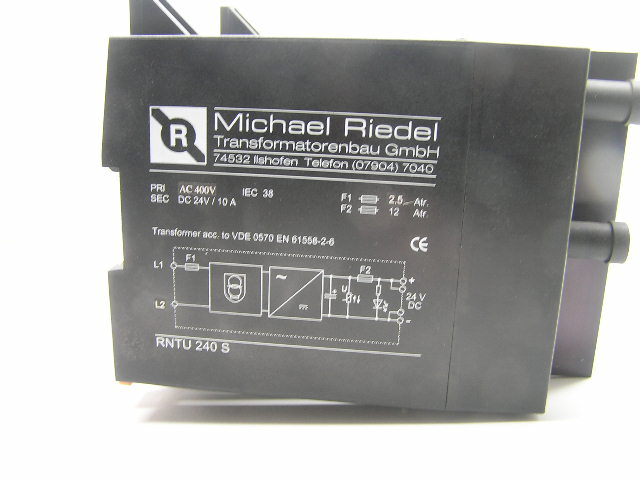 R
Michael Riedel
Transformatorenbau GmbH
74532 Ilshofen Telefon (07904) 7040
PRI AC 400V IEC 38 F1 2,5 Atr.
SEC DC 24V / 10 A F2 12 Atr.
Transformer acc. to VDE 0570 EN 61558-2-6
CE
L1 F1 F2 +
U
24 V
DC
L2 -
RNTU 240 S